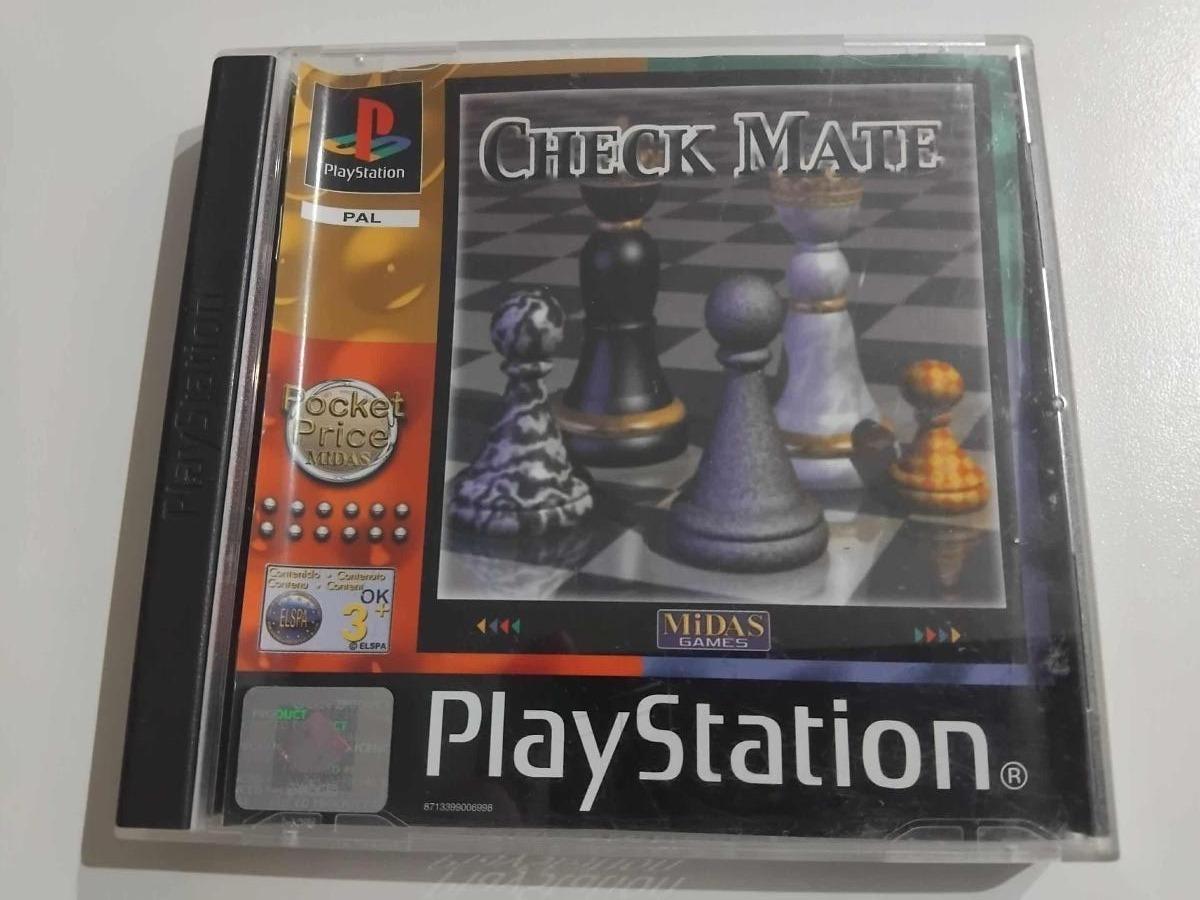 PlayStation
PAL
CHECK MATE
Pocket
Price
MIDAS
Contenido - Contenuto
Contenu - Content
OK
ELSPA
3+
© ELSPA
MiDAS
GAMES
PRODUCT
PlayStation®
8713399006998
PlayStation